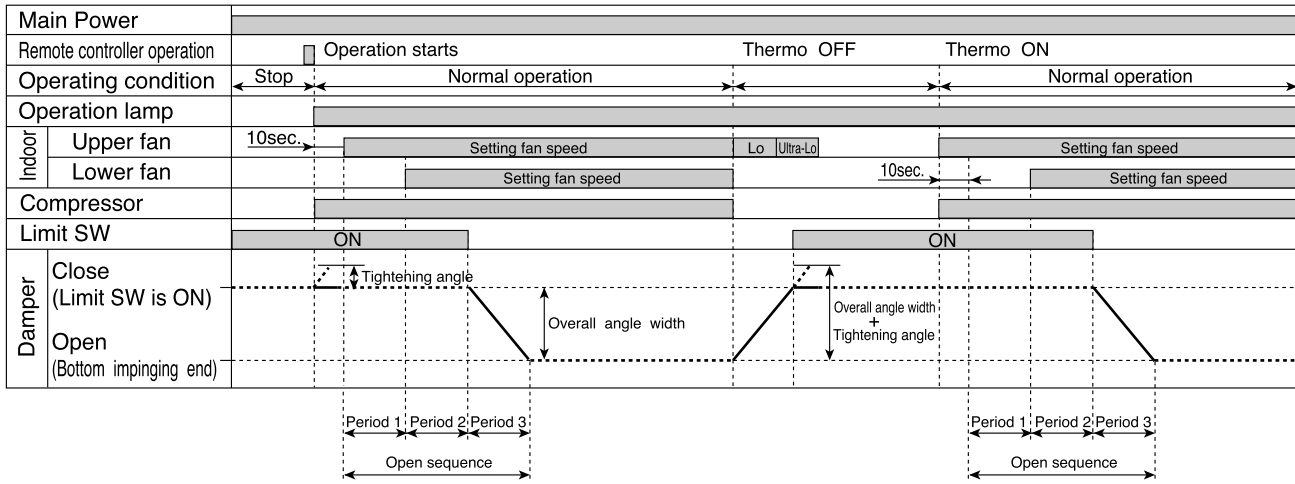 Main Power
Remote controller operation
Operation starts
Thermo OFF
Thermo ON
Operating condition
Stop
Normal operation
Normal operation
Operation lamp
Indoor
Upper fan
10sec.
Setting fan speed
Lo
Ultra-Lo
Setting fan speed
Lower fan
Setting fan speed
10sec.
Setting fan speed
Compressor
Limit SW
ON
ON
Damper
Close
(Limit SW is ON)
Tightening angle
Overall angle width
Overall angle width
+
Tightening angle
Open
(Bottom impinging end)
Period 1
Period 2
Period 3
Period 1
Period 2
Period 3
Open sequence
Open sequence